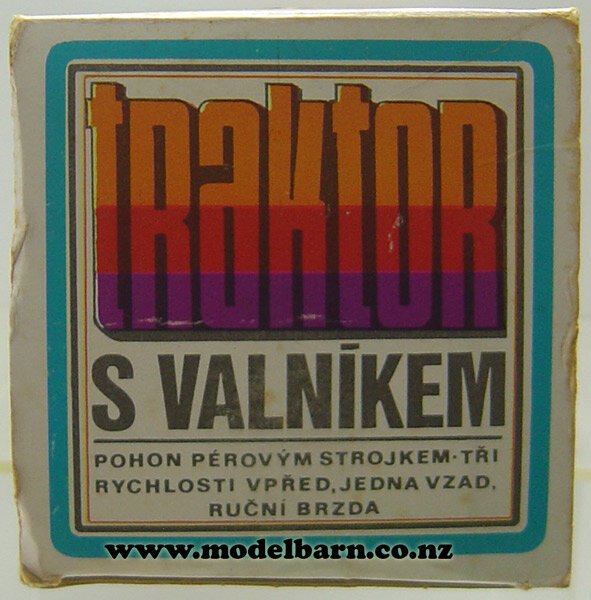 traktor
S VALNÍKEM
POHON PÉROVÝM STROJKEM·TŘI
RYCHLOSTI VPŘED, JEDNA VZAD,
RUČNÍ BRZDA
www.modelbarn.co.nz